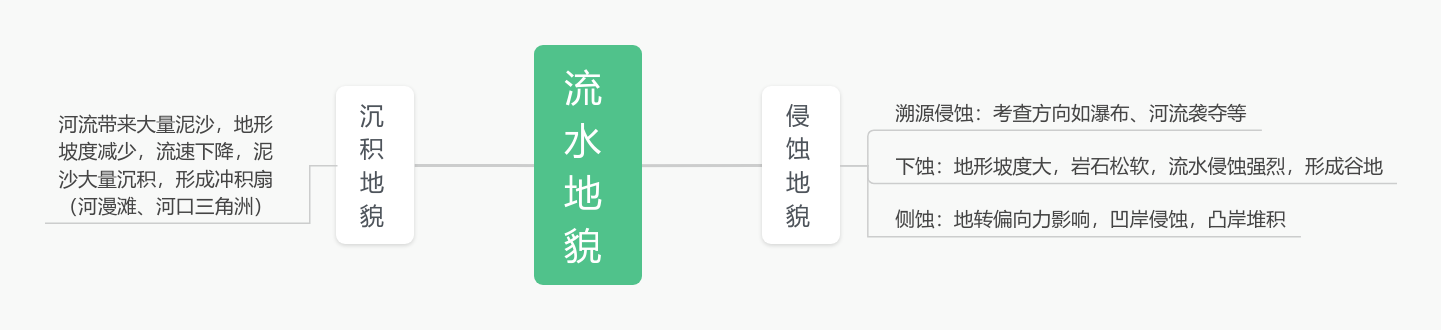 河流带来大量泥沙，地形
坡度减少，流速下降，泥
沙大量沉积，形成冲积扇
（河漫滩、河口三角洲）
沉
积
地
貌
流
水
地
貌
侵
蚀
地
貌
溯源侵蚀：考查方向如瀑布、河流袭夺等
下蚀：地形坡度大，岩石松软，流水侵蚀强烈，形成谷地
侧蚀：地转偏向力影响，凹岸侵蚀，凸岸堆积